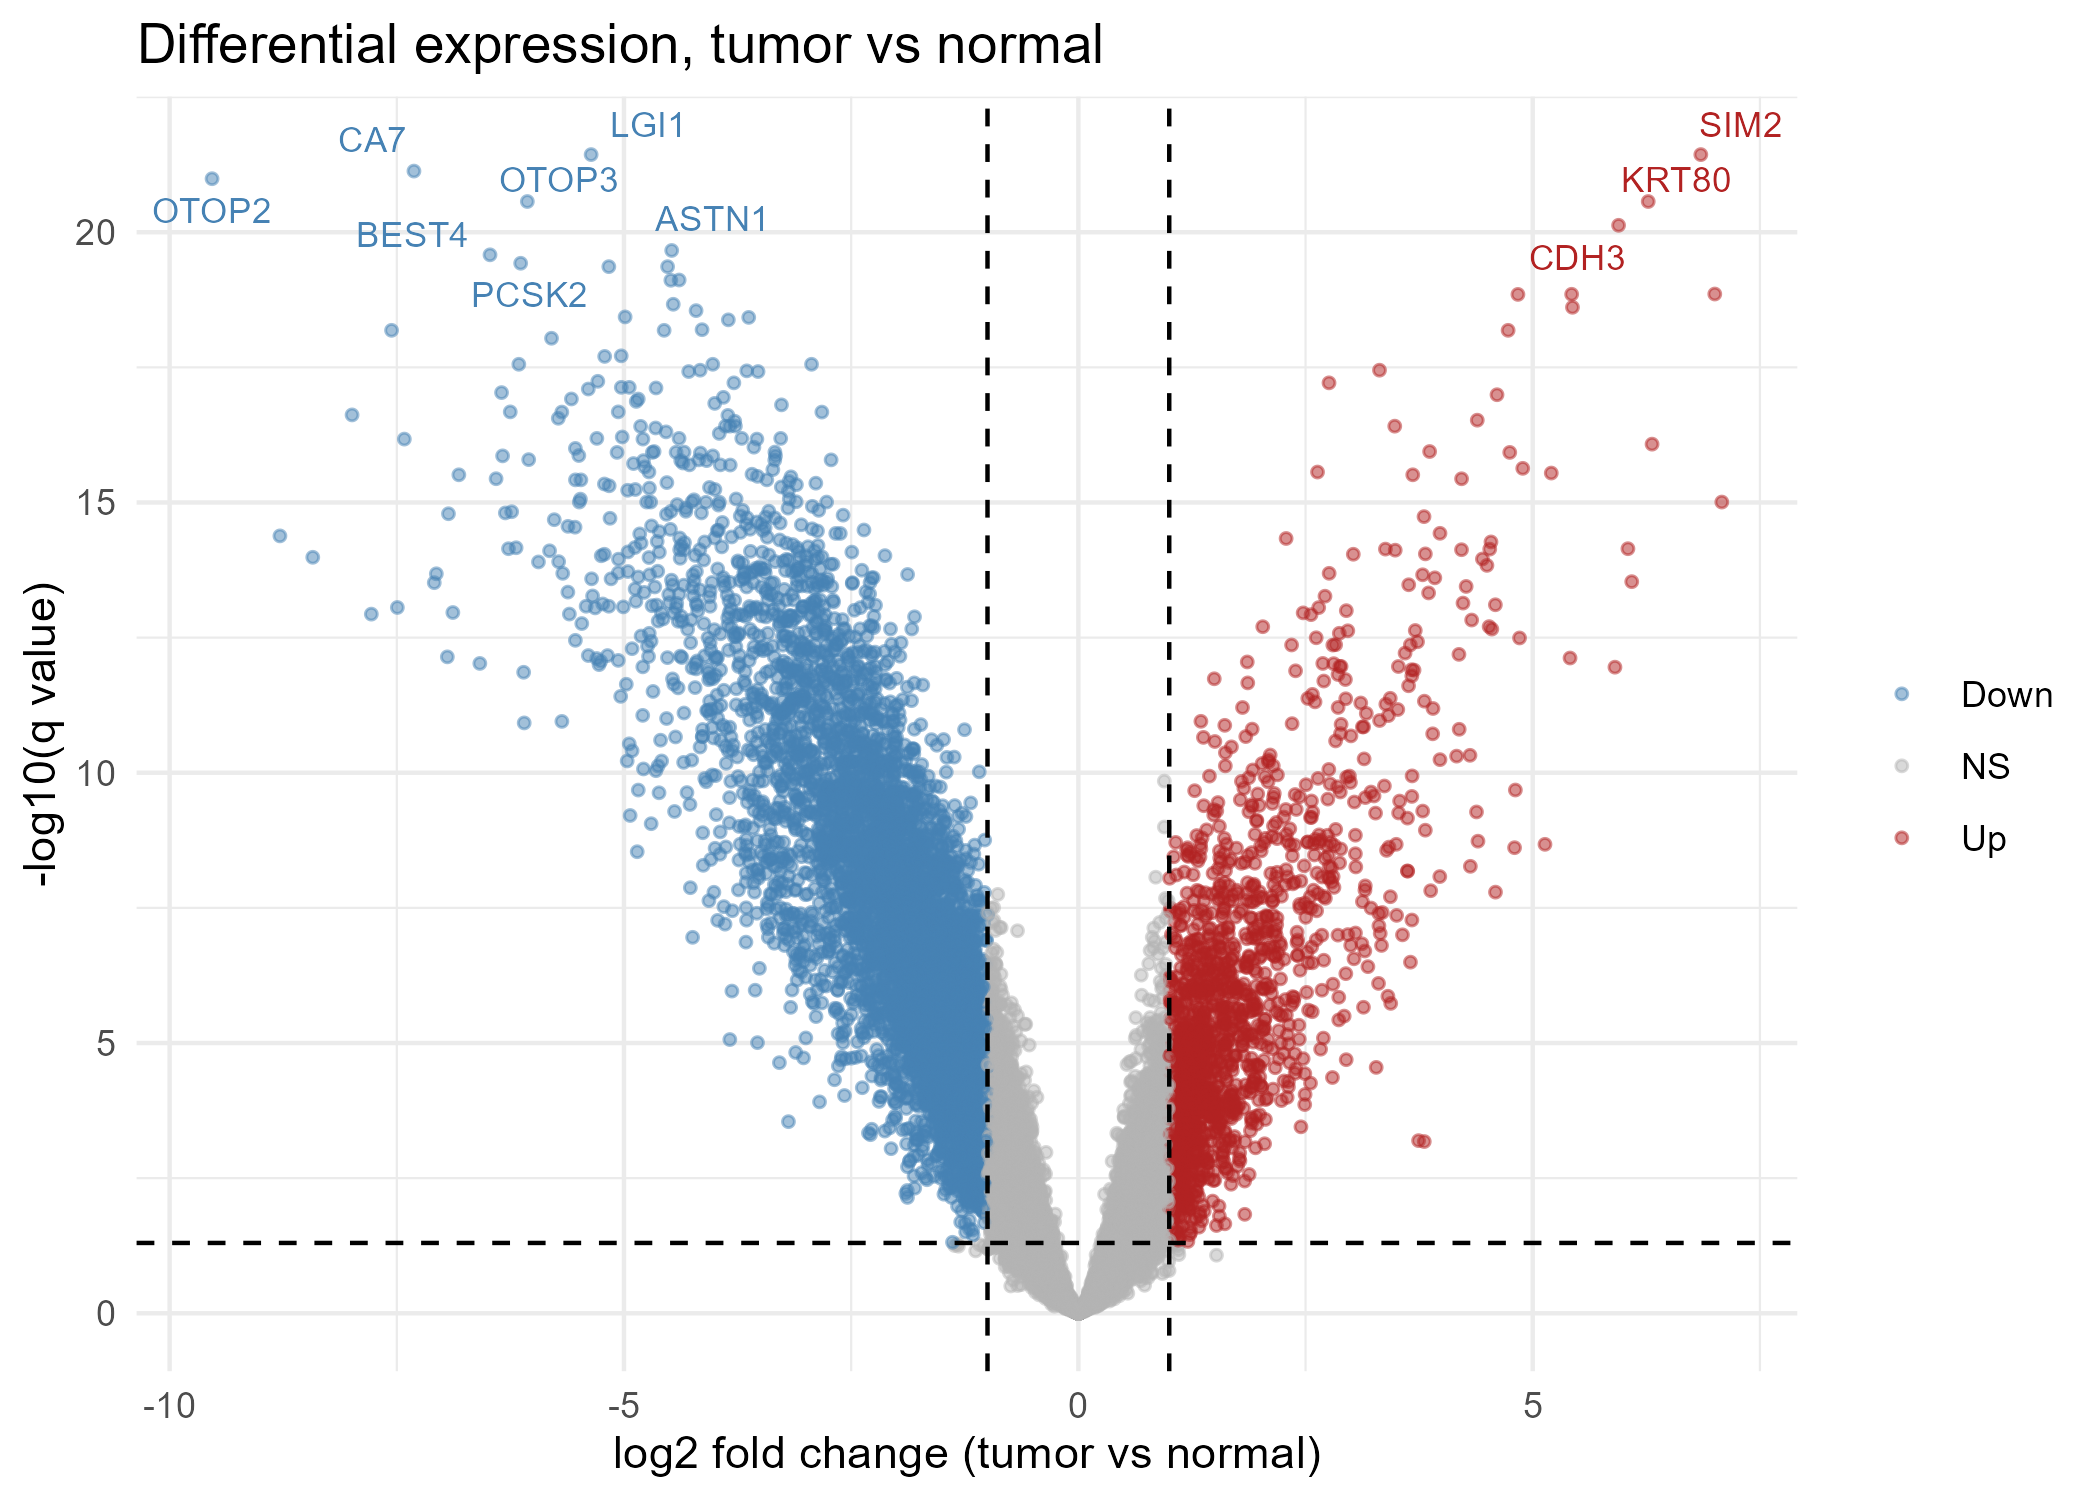 Differential expression, tumor vs normal
LGI1
SIM2
CA7
OTOP3
KRT80
OTOP2
ASTN1
BEST4
CDH3
PCSK2
20
15
10
5
0
-log10(q value)
Down
NS
Up
-10
-5
0
5
log2 fold change (tumor vs normal)